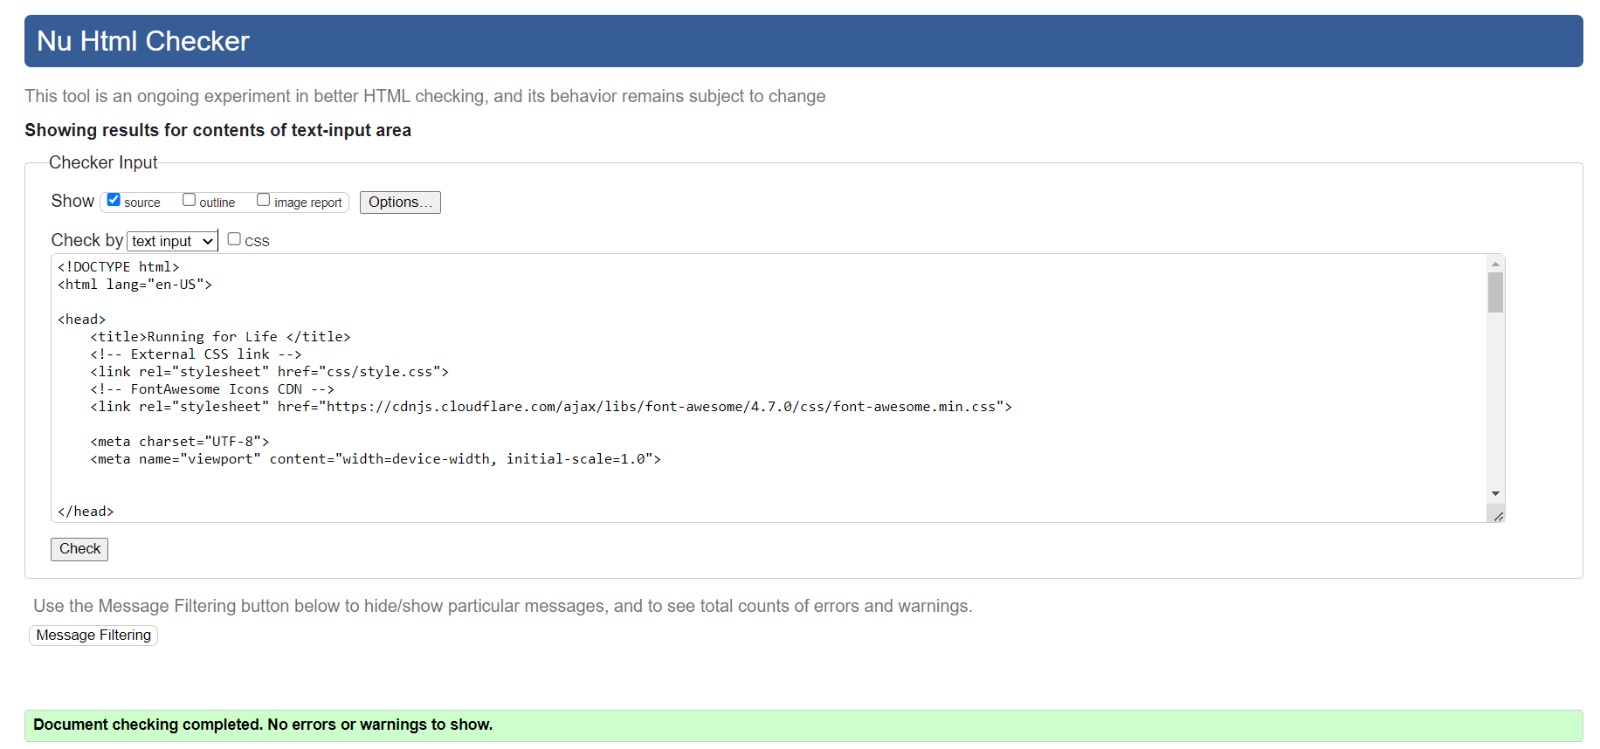 Nu Html Checker
This tool is an ongoing experiment in better HTML checking, and its behavior remains subject to change
Showing results for contents of text-input area
Checker Input
Show source outline image report Options...
Check by text input CSS
<!DOCTYPE html>
<html lang="en-US">
<head>
<title>Running for Life </title>
<!-- External CSS link -->
<link rel="stylesheet" href="css/style.css">
<!-- FontAwesome Icons CDN -->
<link rel="stylesheet" href="https://cdnjs.cloudflare.com/ajax/libs/font-awesome/4.7.0/css/font-awesome.min.css">
<meta charset="UTF-8">
<meta name="viewport" content="width=device-width, initial-scale=1.0">
</head>
Check
Use the Message Filtering button below to hide/show particular messages, and to see total counts of errors and warnings.
Message Filtering
Document checking completed. No errors or warnings to show.